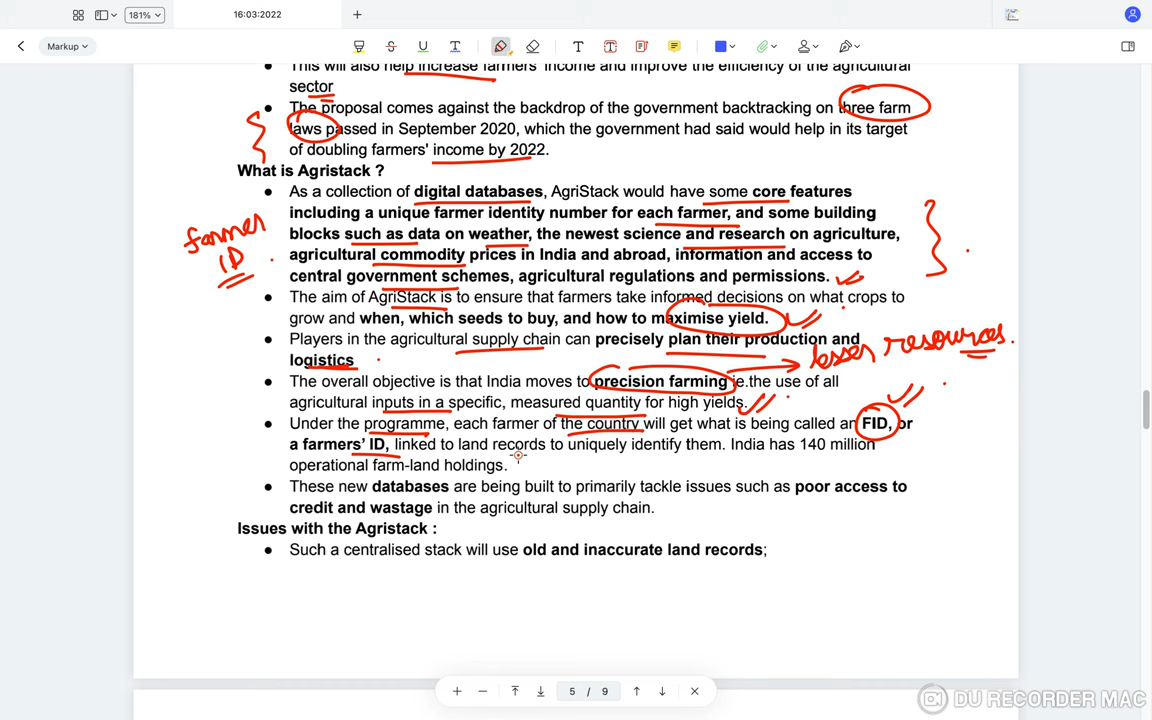 181%
16:03:2022
Markup
This will also help increase farmers' income and improve the efficiency of the agricultural
sector
The proposal comes against the backdrop of the government backtracking on three farm
laws passed in September 2020, which the government had said would help in its target
of doubling farmers' income by 2022.
What is Agristack ?
As a collection of digital databases, AgriStack would have some core features
including a unique farmer identity number for each farmer, and some building
blocks such as data on weather, the newest science and research on agriculture,
agricultural commodity prices in India and abroad, information and access to
central government schemes, agricultural regulations and permissions.
farmer
ID
The aim of AgriStack is to ensure that farmers take informed decisions on what crops to
grow and when, which seeds to buy, and how to maximise yield.
Players in the agricultural supply chain can precisely plan their production and
logistics
lesser resources.
The overall objective is that India moves to precision farming ie.the use of all
agricultural inputs in a specific, measured quantity for high yields.
Under the programme, each farmer of the country will get what is being called an FID, or
a farmers' ID, linked to land records to uniquely identify them. India has 140 million
operational farm-land holdings.
These new databases are being built to primarily tackle issues such as poor access to
credit and wastage in the agricultural supply chain.
Issues with the Agristack :
Such a centralised stack will use old and inaccurate land records;
5 / 9
DU RECORDER MAC